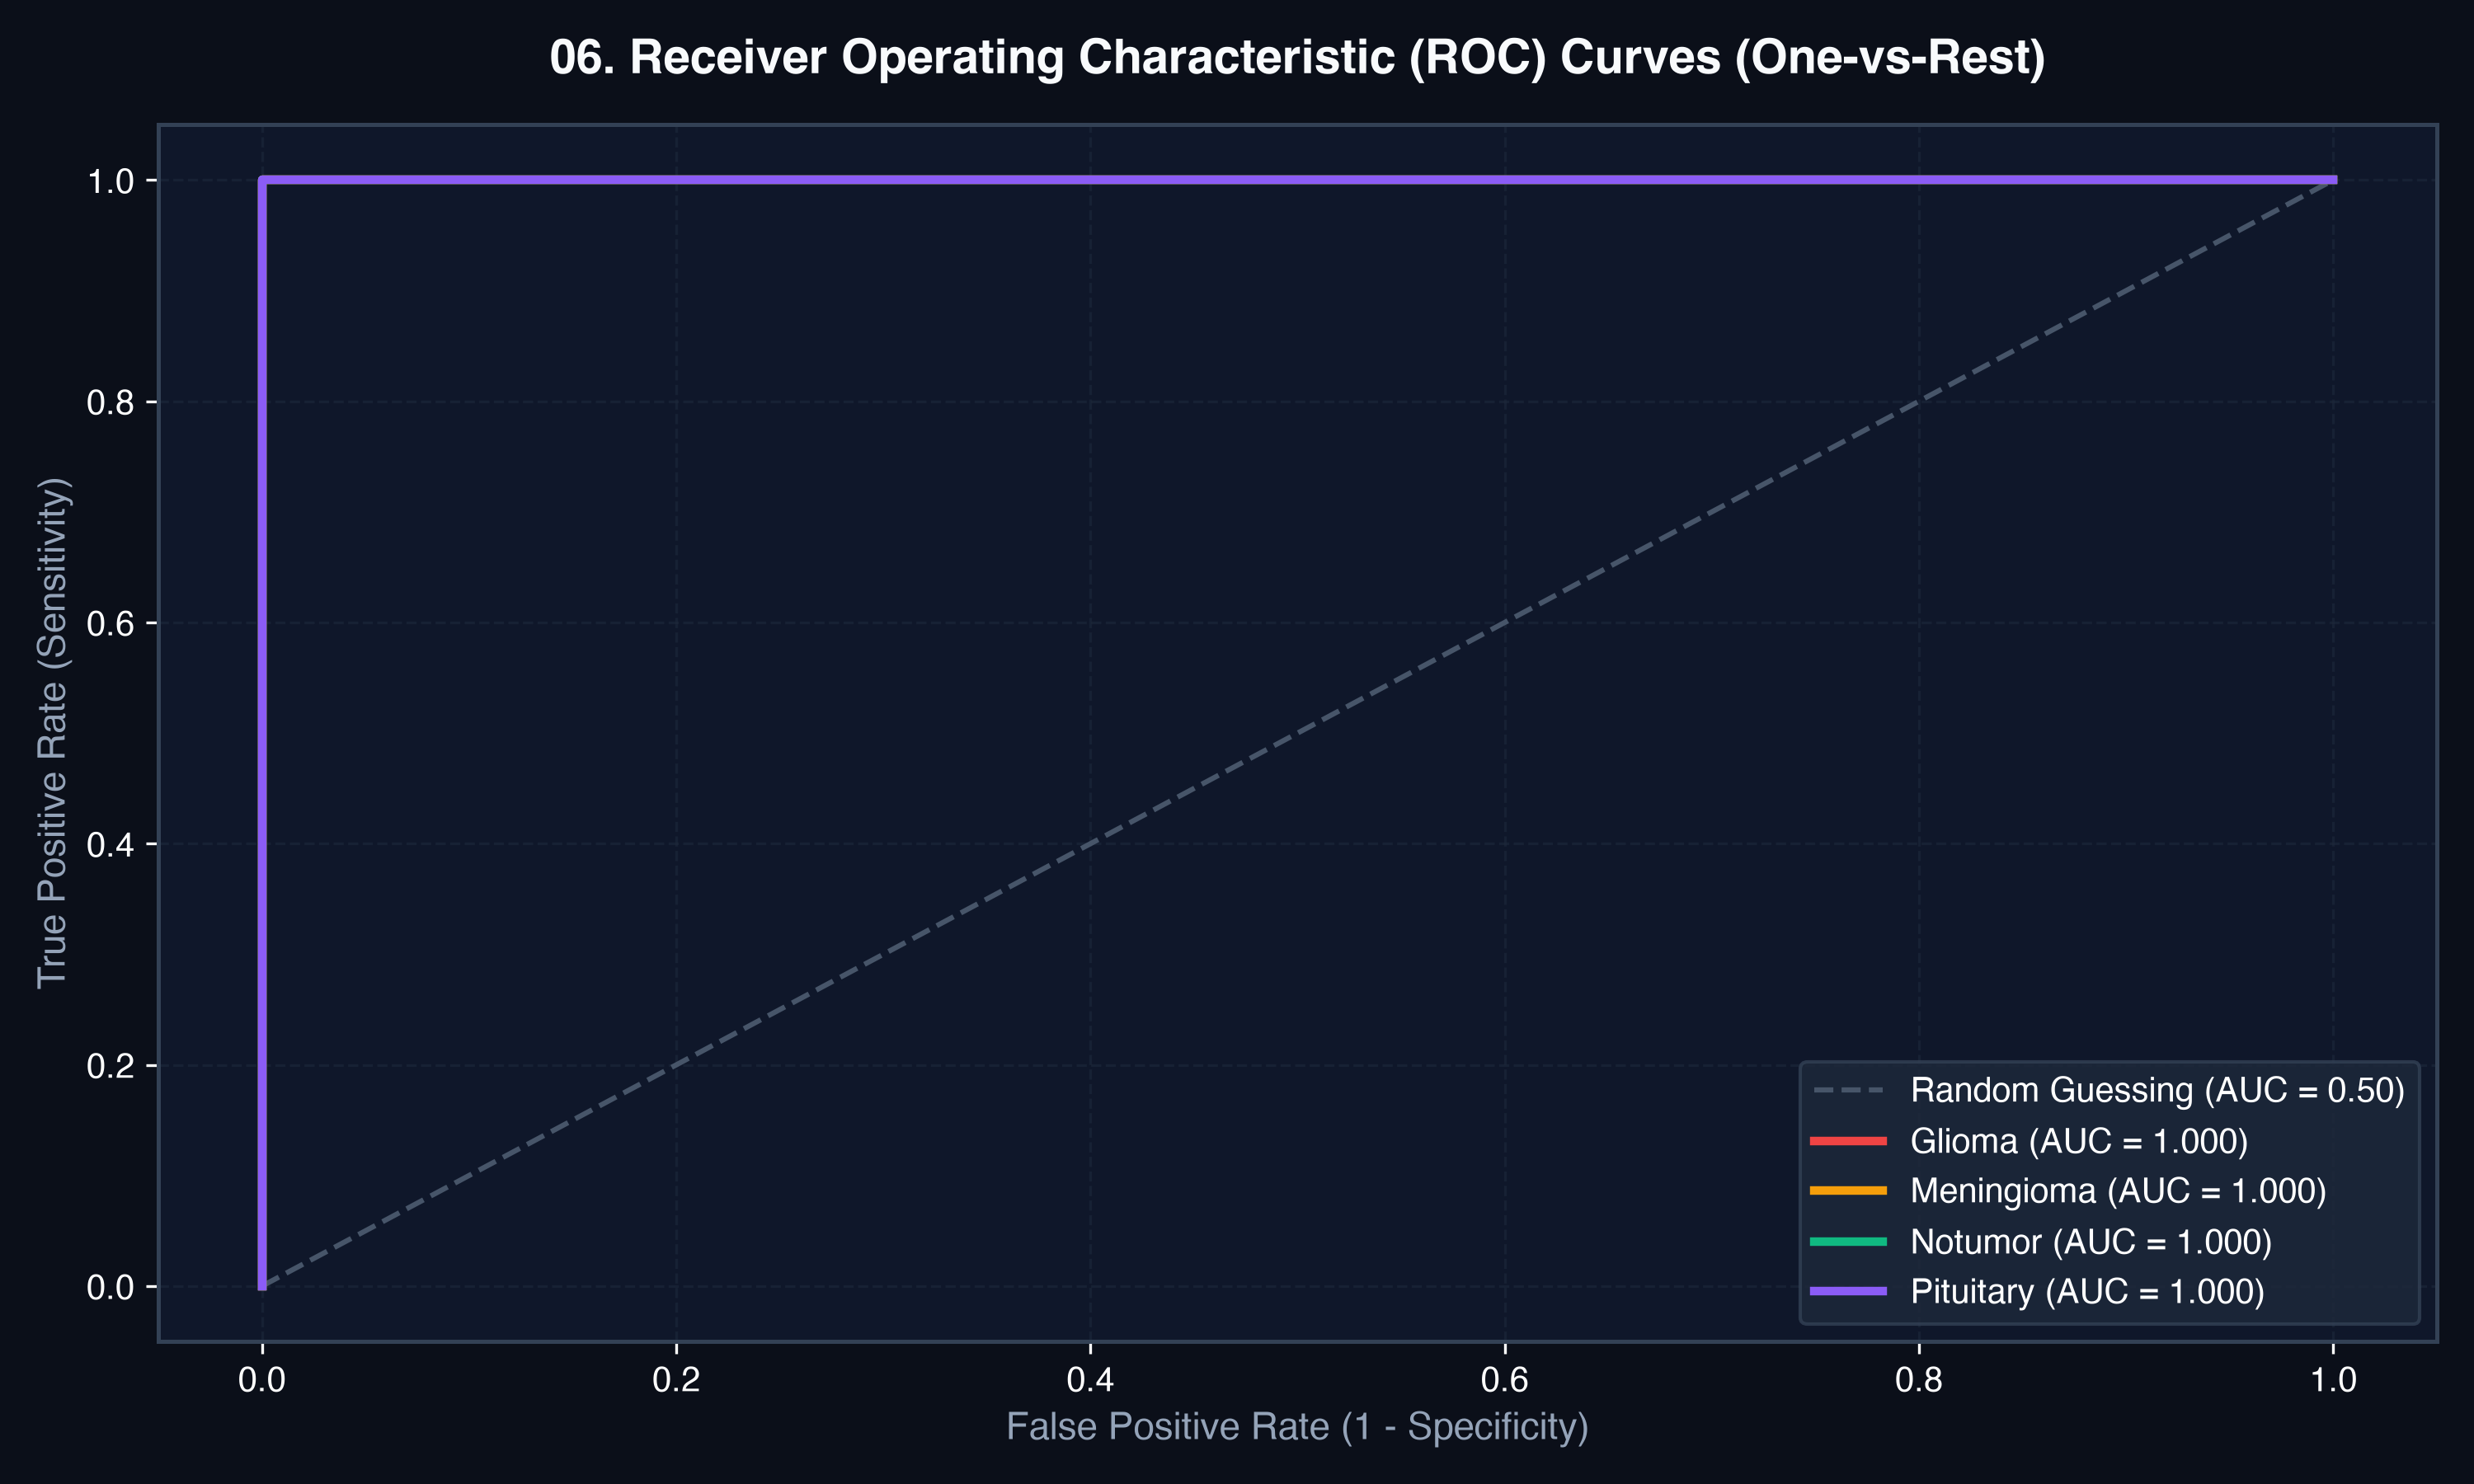 06. Receiver Operating Characteristic (ROC) Curves (One-vs-Rest)
True Positive Rate (Sensitivity)
1.0
0.8
0.6
0.4
0.2
0.0
Random Guessing (AUC = 0.50)
Glioma (AUC = 1.000)
Meningioma (AUC = 1.000)
Notumor (AUC = 1.000)
Pituitary (AUC = 1.000)
0.0 0.2 0.4 0.6 0.8 1.0
False Positive Rate (1 - Specificity)